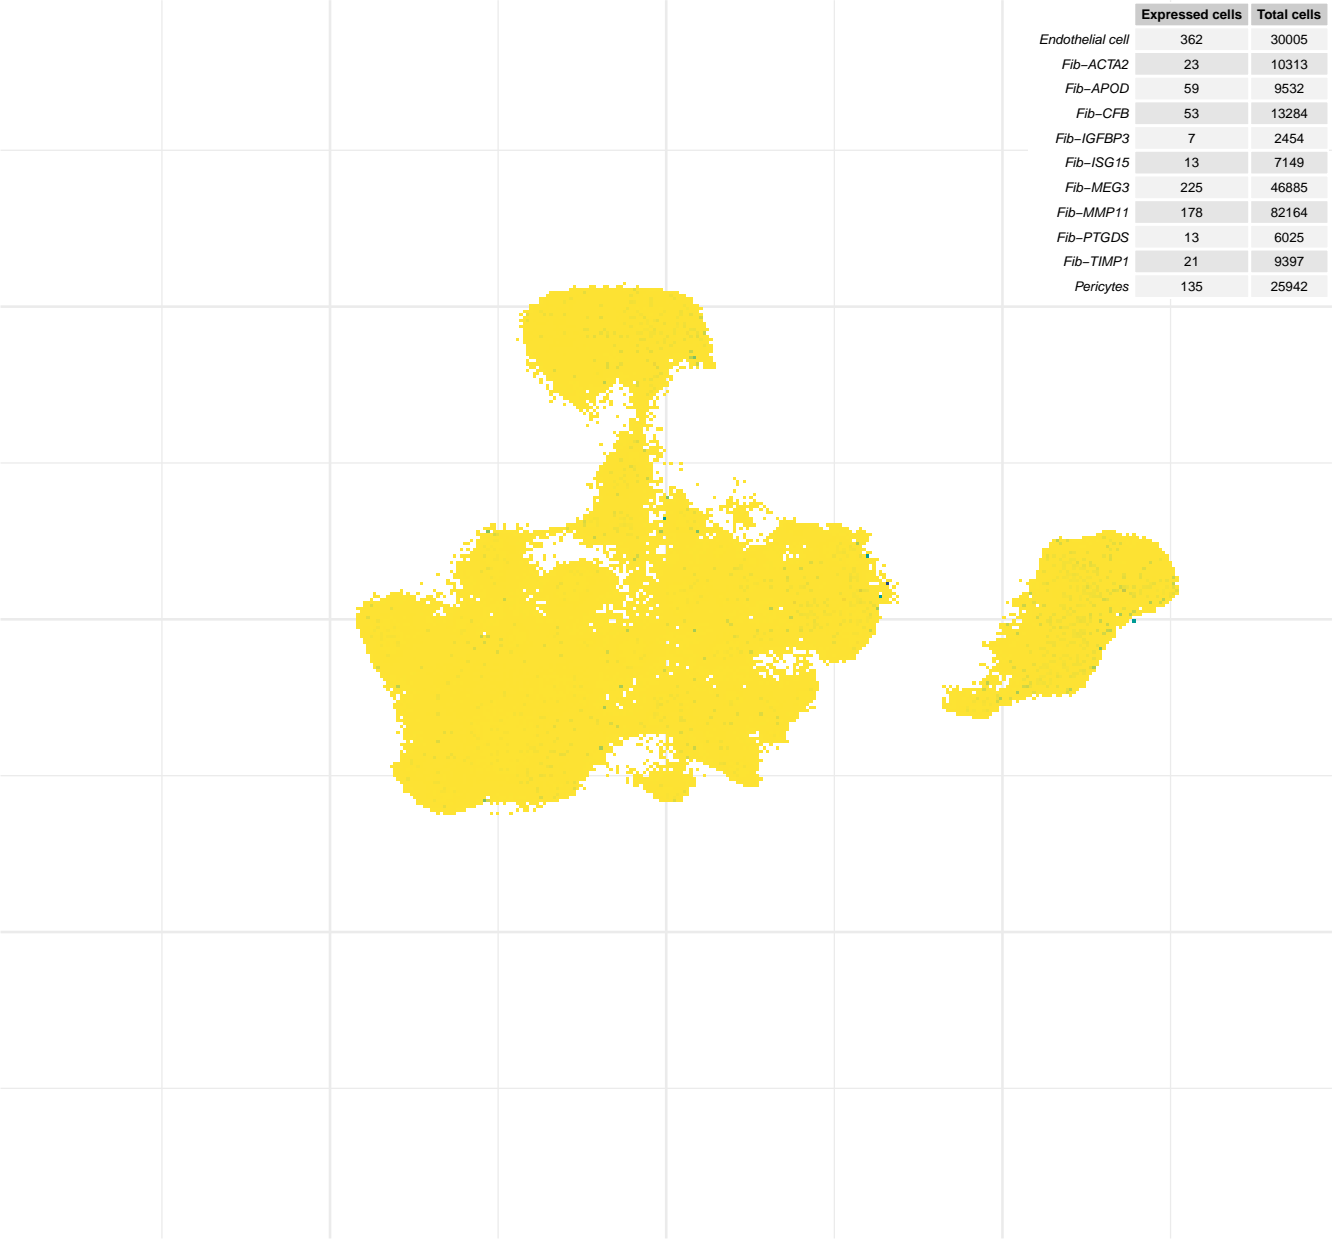 Expressed cells Total cells
Endothelial cell 362 30005
Fib−ACTA2 23 10313
Fib−APOD 59 9532
Fib−CFB 53 13284
Fib−IGFBP3 7 2454
Fib−ISG15 13 7149
Fib−MEG3 225 46885
Fib−MMP11 178 82164
Fib−PTGDS 13 6025
Fib−TIMP1 21 9397
Pericytes 135 25942